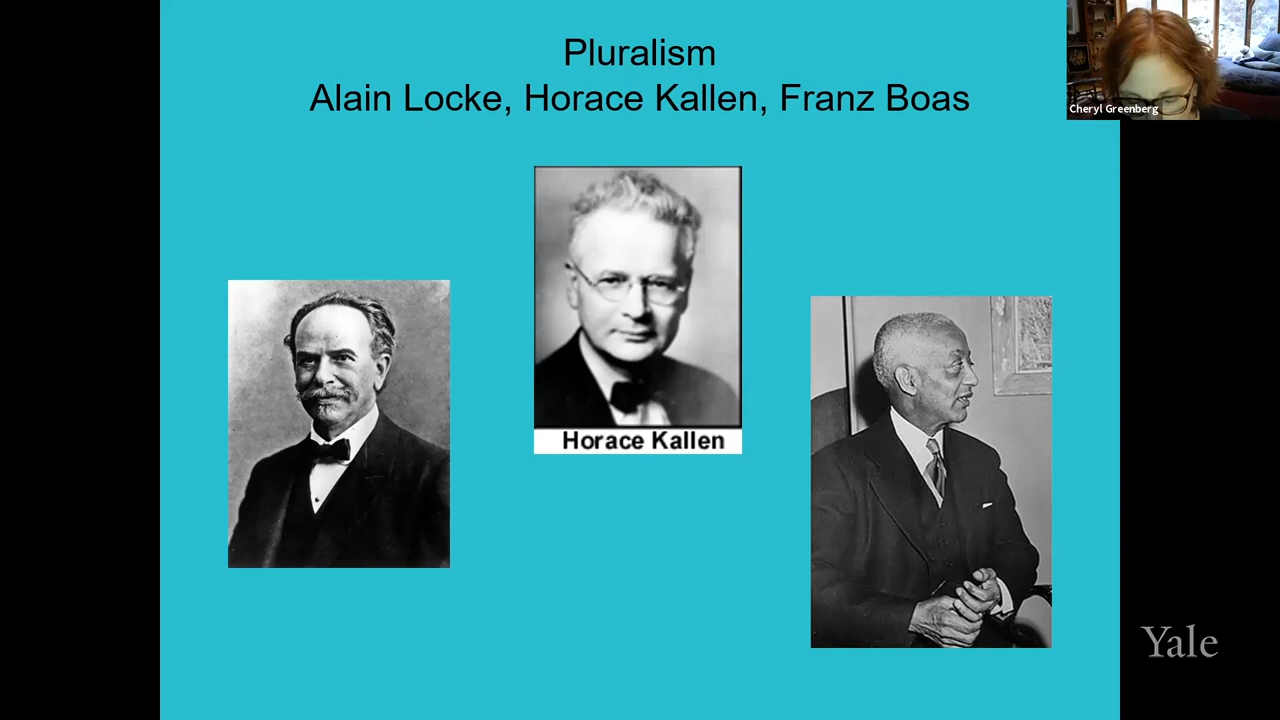 Pluralism
Alain Locke, Horace Kallen, Franz Boas
Cheryl Greenberg
Horace Kallen
Yale